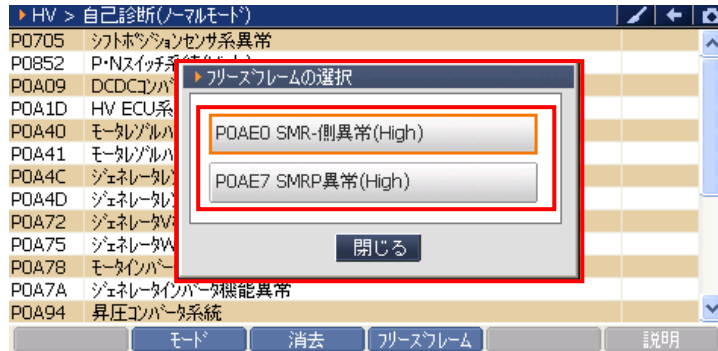 HV > 自己診断(ノーマルモード)
P0705 シフトポジションセンサ系異常
P0852 P・Nスイッチ系
P0A09 DCDCコンバ
P0A1D HV ECU系
P0A40 モータレゾルバ
P0A41 モータレゾルバ
P0A4C ジェネレータレゾ
P0A4D ジェネレータレゾ
P0A72 ジェネレータV相
P0A75 ジェネレータW
P0A78 モータインバー
P0A7A ジェネレータインバータ機能異常
P0A94 昇圧コンバータ系統
フリーズフレームの選択
P0AE0 SMR-側異常(High)
P0AE7 SMRP異常(High)
閉じる
モード 消去 フリーズフレーム 説明